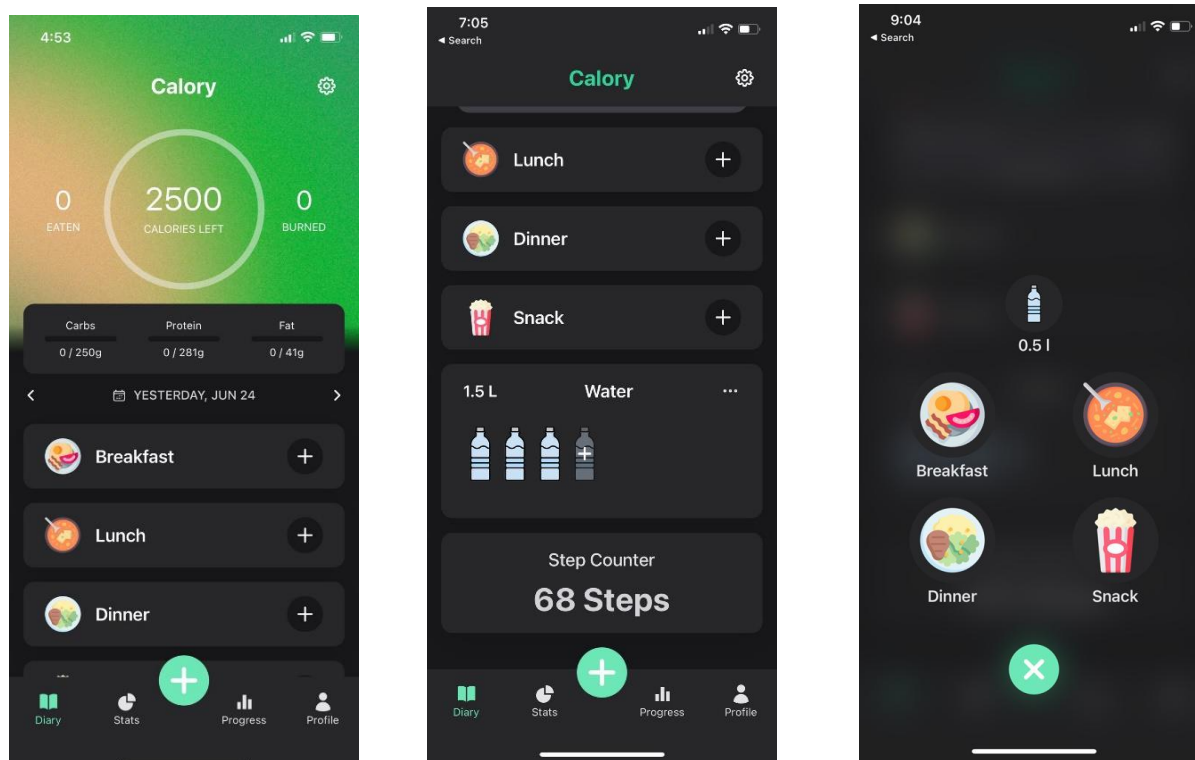 4:53
Calory
0
EATEN
2500
CALORIES LEFT
0
BURNED
Carbs Protein Fat
0 / 250g 0 / 281g 0 / 41g
YESTERDAY, JUN 24
Breakfast
Lunch
Dinner
Diary Stats Progress Profile
7:05
Search
Calory
Lunch
Dinner
Snack
1.5 L Water
Step Counter
68 Steps
Diary Stats Progress Profile
9:04
Search
0.5 l
Breakfast Lunch
Dinner Snack